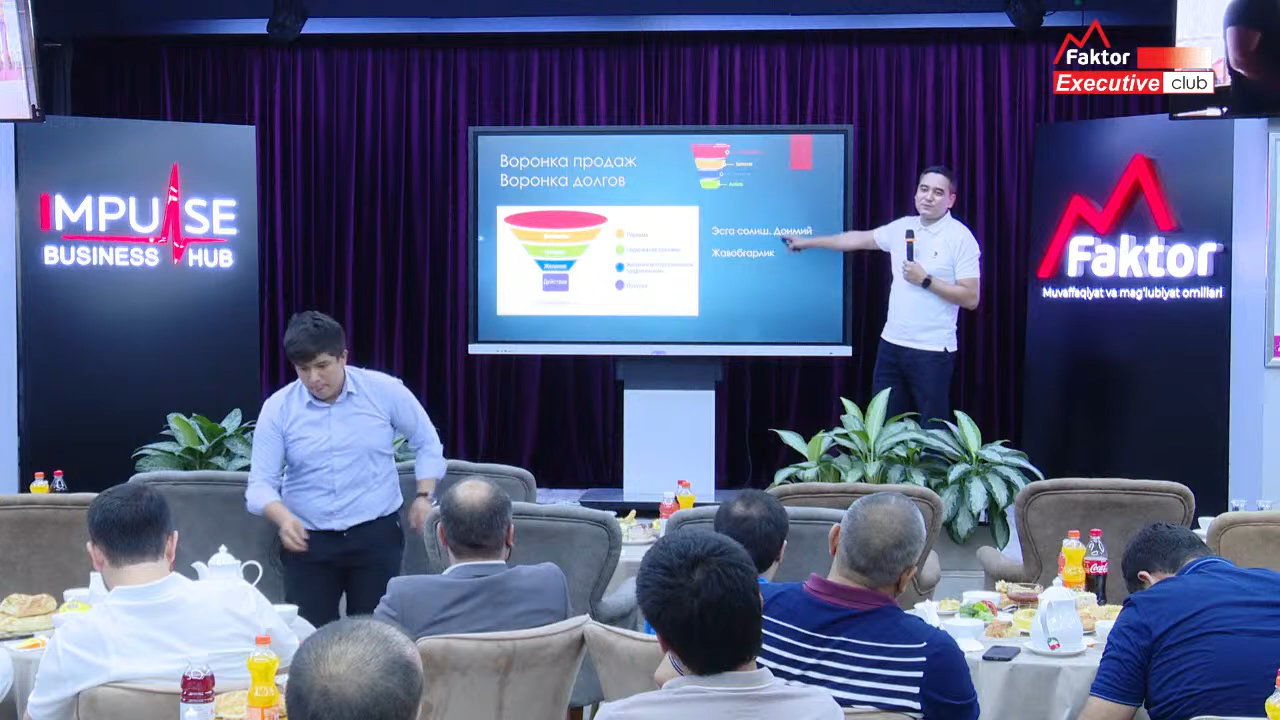 Faktor
Executive club
IMPULSE
BUSINESS HUB
Воронка продаж
Воронка долгов
Эсга солиш. Доимий
Жавобгарлик
Действие
Faktor
Muvaffaqiyat va mag'lubiyat omillari